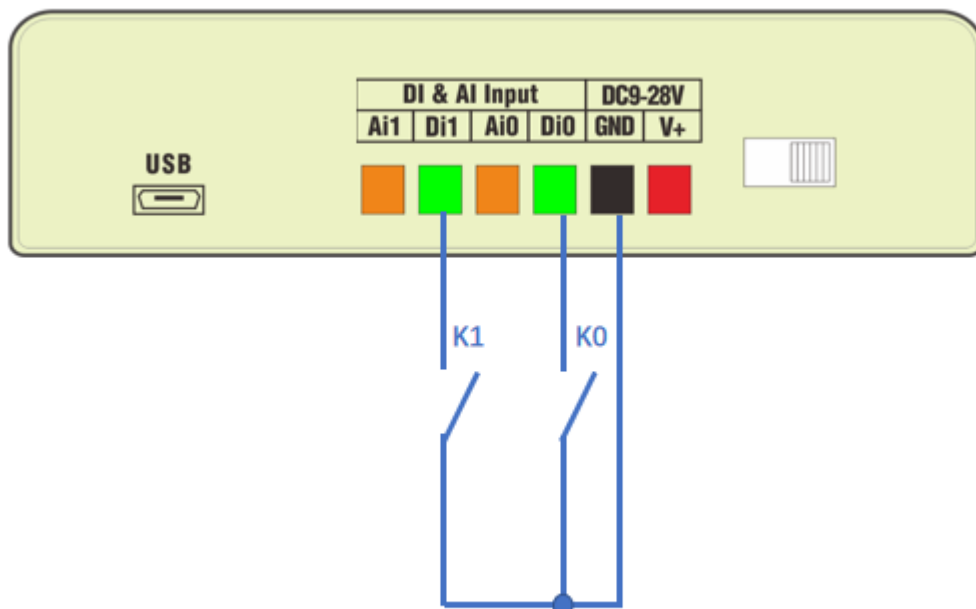 DI & AI Input DC9-28V
Ai1 Di1 Ai0 Di0 GND V+
USB
K1 K0